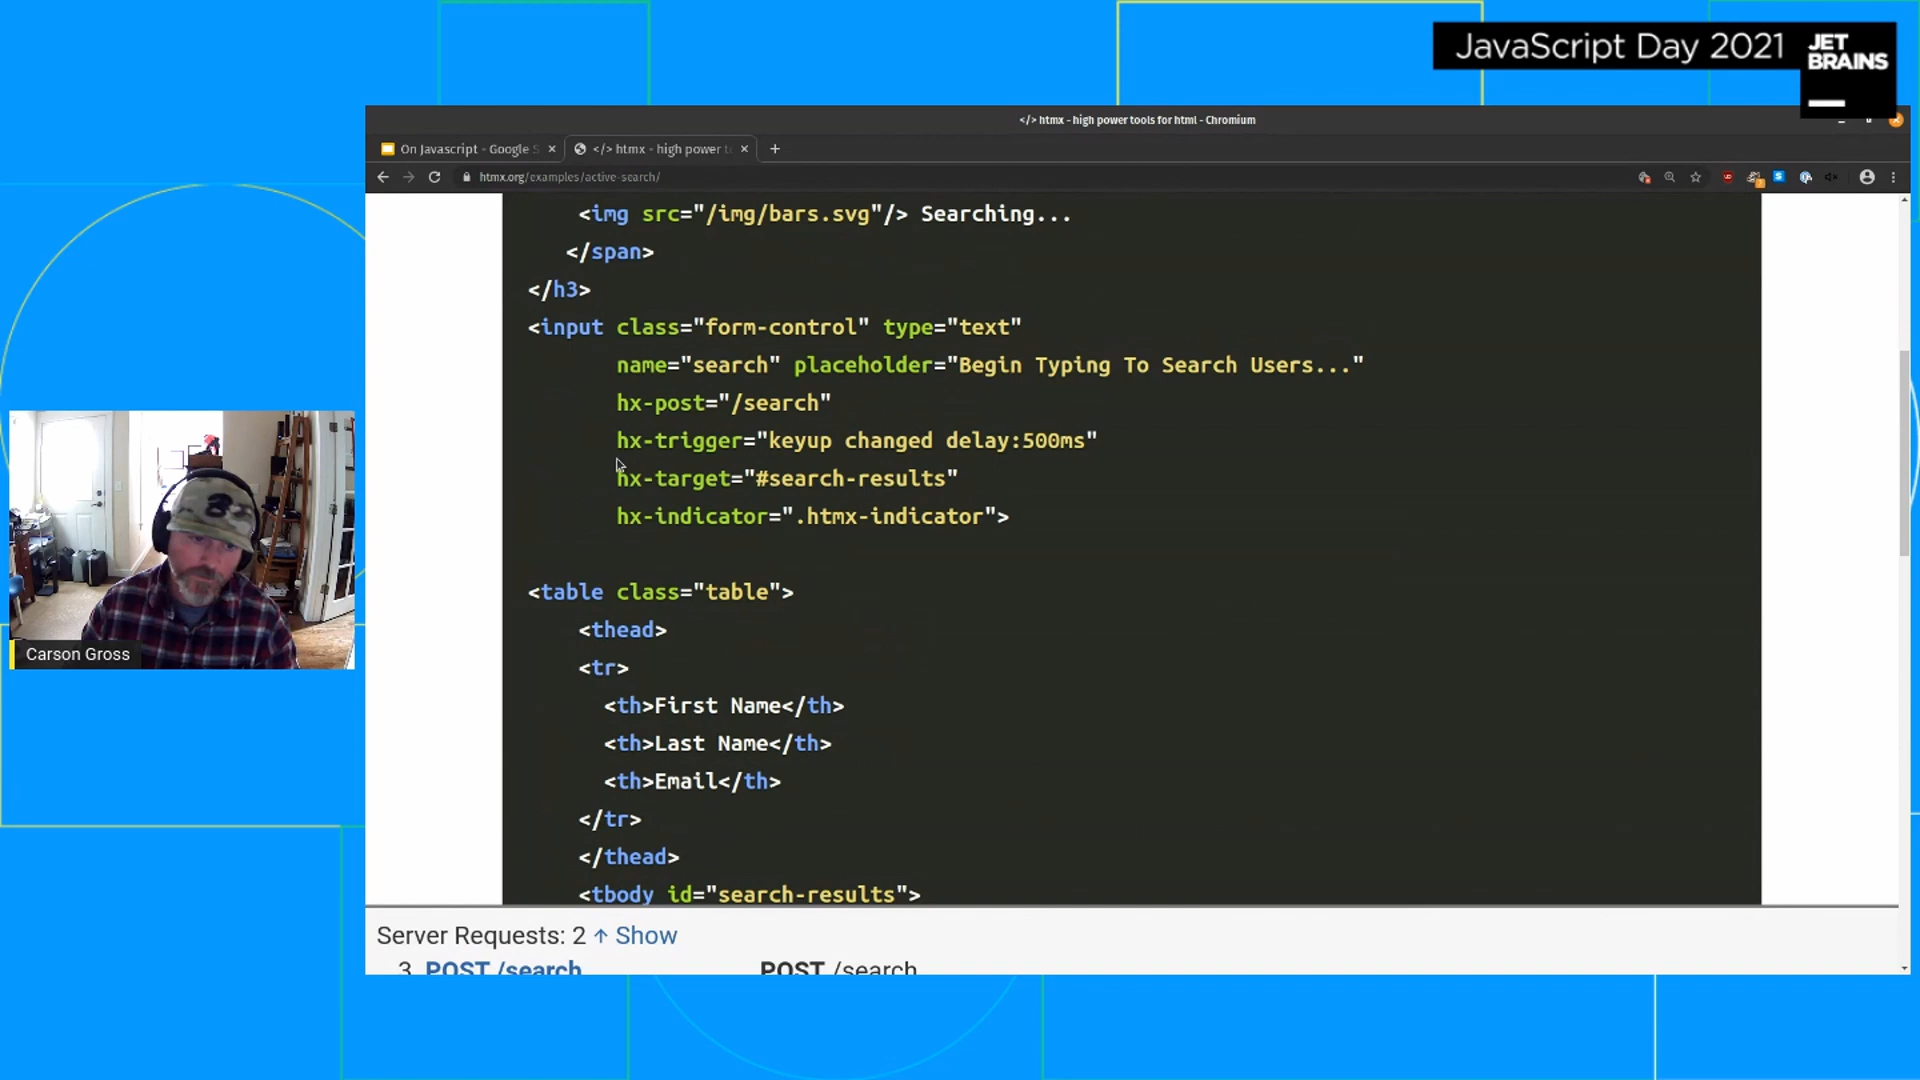 JavaScript Day 2021
JET
BRAINS
</> htmx - high power tools for html - Chromium
On Javascript - Google S
</> htmx - high power t
htmx.org/examples/active-search/
<img src="/img/bars.svg"/> Searching...
</span>
</h3>
<input class="form-control" type="text"
name="search" placeholder="Begin Typing To Search Users..."
hx-post="/search"
hx-trigger="keyup changed delay:500ms"
hx-target="#search-results"
hx-indicator=".htmx-indicator">
<table class="table">
<thead>
<tr>
<th>First Name</th>
<th>Last Name</th>
<th>Email</th>
</tr>
</thead>
<tbody id="search-results">
Carson Gross
Server Requests: 2 ↑ Show
3. POST /search
POST /search